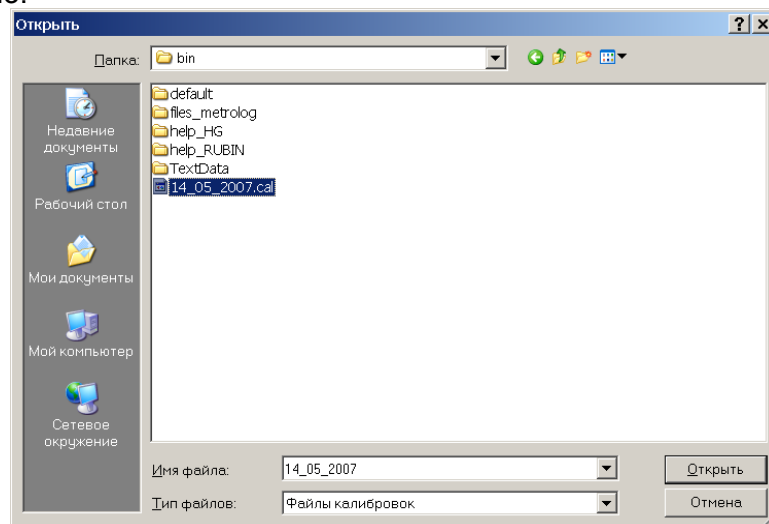 Открыть
Папка: bin
Недавние документы
Рабочий стол
Мои документы
Мой компьютер
Сетевое окружение
default
files_metrolog
help_HG
help_RUBIN
TextData
14_05_2007.cal
Имя файла: 14_05_2007
Открыть
Тип файлов: Файлы калибровок
Отмена